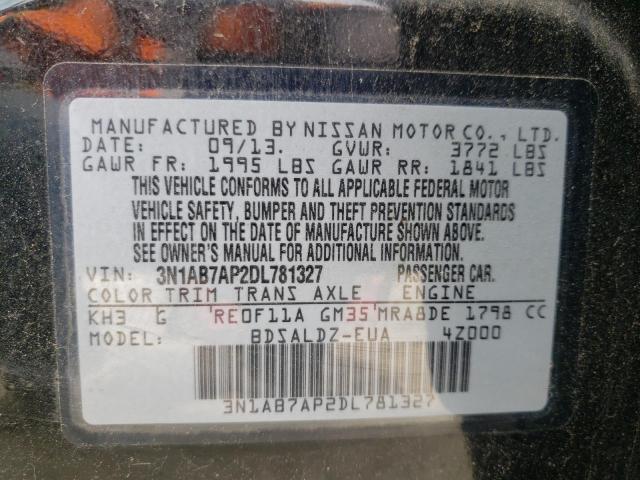 MANUFACTURED BY NISSAN MOTOR CO., LTD.
DATE: 09/13. GVWR: 3772 LBS
GAWR FR: 1995 LBS GAWR RR: 1841 LBS
THIS VEHICLE CONFORMS TO ALL APPLICABLE FEDERAL MOTOR
VEHICLE SAFETY, BUMPER AND THEFT PREVENTION STANDARDS
IN EFFECT ON THE DATE OF MANUFACTURE SHOWN ABOVE.
SEE OWNER'S MANUAL FOR ADDITIONAL INFORMATION.
VIN: 3N1AB7AP2DL781327 PASSENGER CAR.
COLOR TRIM TRANS AXLE ENGINE
KH3 G RE0F11A GM35 MRA8DE 1798 CC
MODEL: BDSALDZ-EUA 4Z000
3N1AB7AP2DL781327